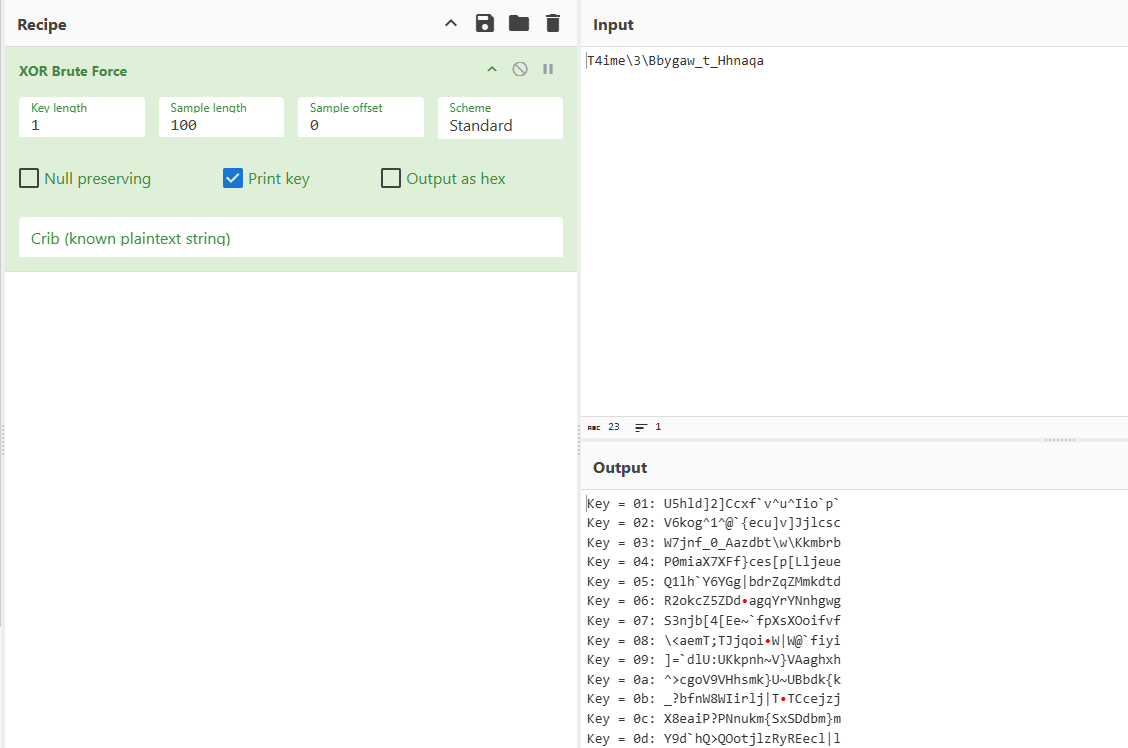 Recipe
XOR Brute Force
Key length
1
Sample length
100
Sample offset
0
Scheme
Standard
Null preserving
Print key
Output as hex
Crib (known plaintext string)
Input
T4ime\3\Bbygaw_t_Hhnaqa
ABC 23 1
Output
Key = 01: U5hld]2]Ccxf`v^u^Iio`p`
Key = 02: V6kog^1^@`{ecu]v]Jjlcsc
Key = 03: W7jnf_0_Aazdbt\w\Kkmbrb
Key = 04: P0miaX7XFf}ces[p[Lljeue
Key = 05: Q1lh`Y6YGg|bdrZqZMmkdtd
Key = 06: R2okcZ5ZDd•agqYrYNnhgwg
Key = 07: S3njb[4[Ee~`fpXsXOoifvf
Key = 08: \<aemT;TJjqoi•W|W@`fiyi
Key = 09: ]=`dlU:UKkpnh~V}VAaghxh
Key = 0a: ^>cgoV9VHhsmk}U~UBbdk{k
Key = 0b: _?bfnW8WIirlj|T•TCcejzj
Key = 0c: X8eaiP?PNnukm{SxSDdbm}m
Key = 0d: Y9d`hQ>QOotjlzRyREecl|l